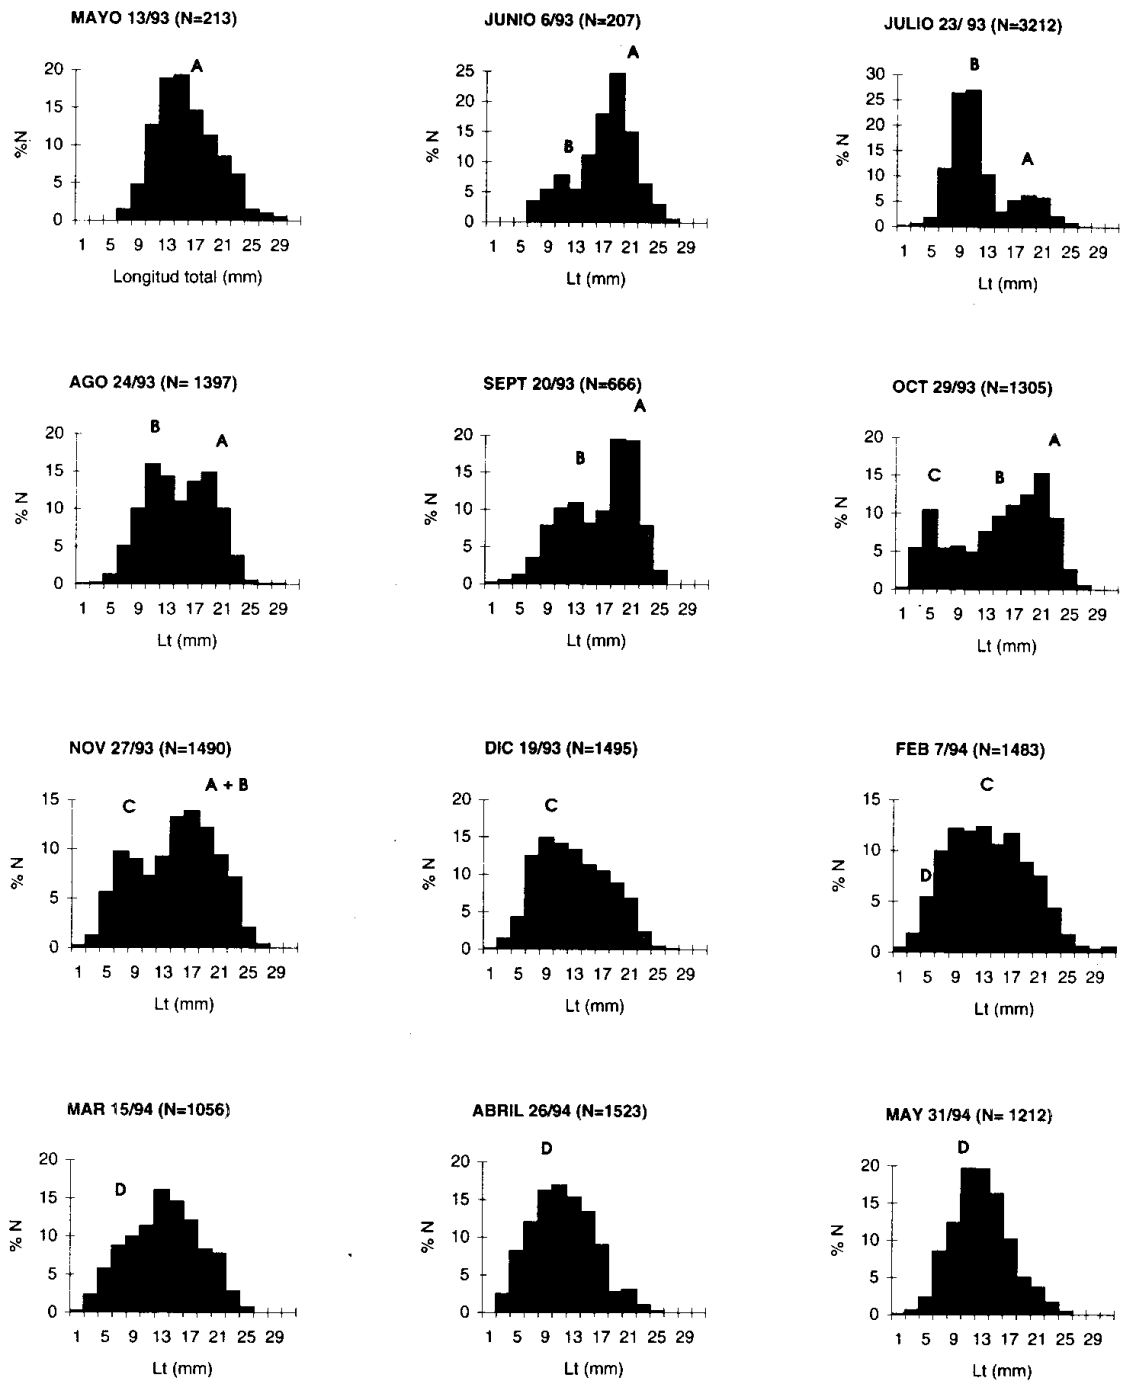 MAYO 13/93 (N=213)
A
20
15
10
5
0
%N
1 5 9 13 17 21 25 29
Longitud total (mm)
JUNIO 6/93 (N=207)
A
B
25
20
15
10
5
0
% N
1 5 9 13 17 21 25 29
Lt (mm)
JULIO 23/ 93 (N=3212)
B
A
30
25
20
15
10
5
0
% N
1 5 9 13 17 21 25 29
Lt (mm)
AGO 24/93 (N= 1397)
B
A
20
15
10
5
0
% N
1 5 9 13 17 21 25 29
Lt (mm)
SEPT 20/93 (N=666)
A
B
20
15
10
5
0
% N
1 5 9 13 17 21 25 29
Lt (mm)
OCT 29/93 (N=1305)
A
C
B
20
15
10
5
0
% N
1 5 9 13 17 21 25 29
Lt (mm)
NOV 27/93 (N=1490)
A + B
C
15
10
5
0
% N
1 5 9 13 17 21 25 29
Lt (mm)
DIC 19/93 (N=1495)
C
20
15
10
5
0
% N
1 5 9 13 17 21 25 29
Lt (mm)
FEB 7/94 (N=1483)
C
D
15
10
5
0
% N
1 5 9 13 17 21 25 29
Lt (mm)
MAR 15/94 (N=1056)
D
20
15
10
5
0
% N
1 5 9 13 17 21 25 29
Lt (mm)
ABRIL 26/94 (N=1523)
D
20
15
10
5
0
% N
1 5 9 13 17 21 25 29
Lt (mm)
MAY 31/94 (N= 1212)
D
20
15
10
5
0
% N
1 5 9 13 17 21 25 29
Lt (mm)